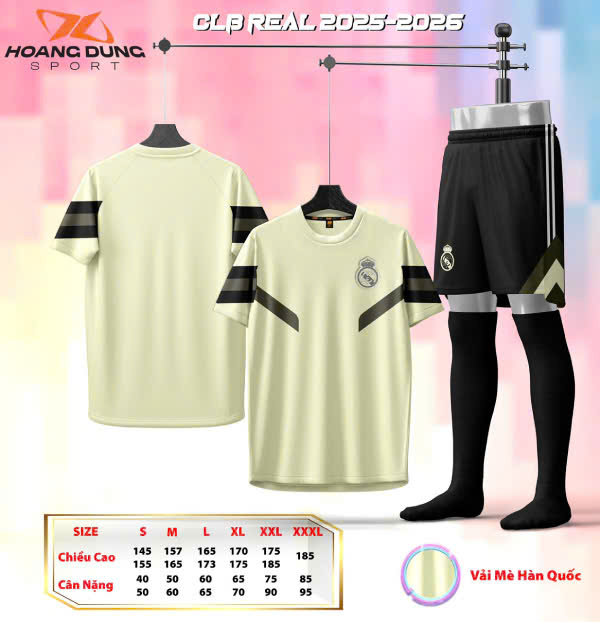 CLB REAL 2025-2026
HOANG DUNG
SPORT
SIZE S M L XL XXL XXXL
Chiều Cao 145 157 165 170 175 185
155 165 173 175 185
Cân Nặng 40 50 60 65 75 85
50 60 65 70 90 95
Vải Mè Hàn Quốc